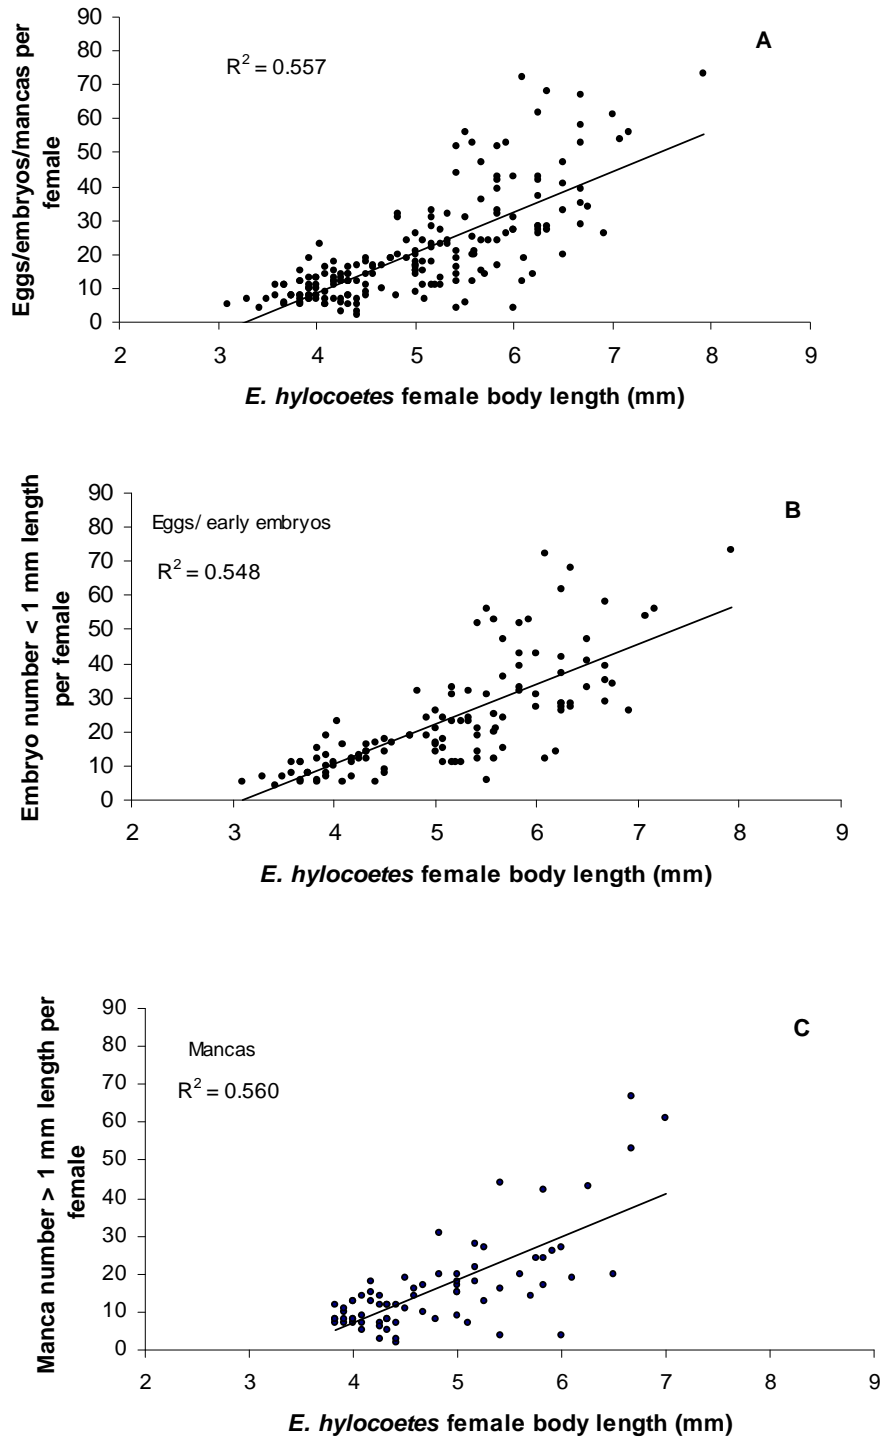 A
R² = 0.557
Eggs/embryos/mancas per
female
90
80
70
60
50
40
30
20
10
0
2 3 4 5 6 7 8 9
E. hylocoetes female body length (mm)
B
Eggs/ early embryos
R² = 0.548
Embryo number < 1 mm length
per female
90
80
70
60
50
40
30
20
10
0
2 3 4 5 6 7 8 9
E. hylocoetes female body length (mm)
C
Mancas
R² = 0.560
Manca number > 1 mm length per
female
90
80
70
60
50
40
30
20
10
0
2 3 4 5 6 7 8 9
E. hylocoetes female body length (mm)